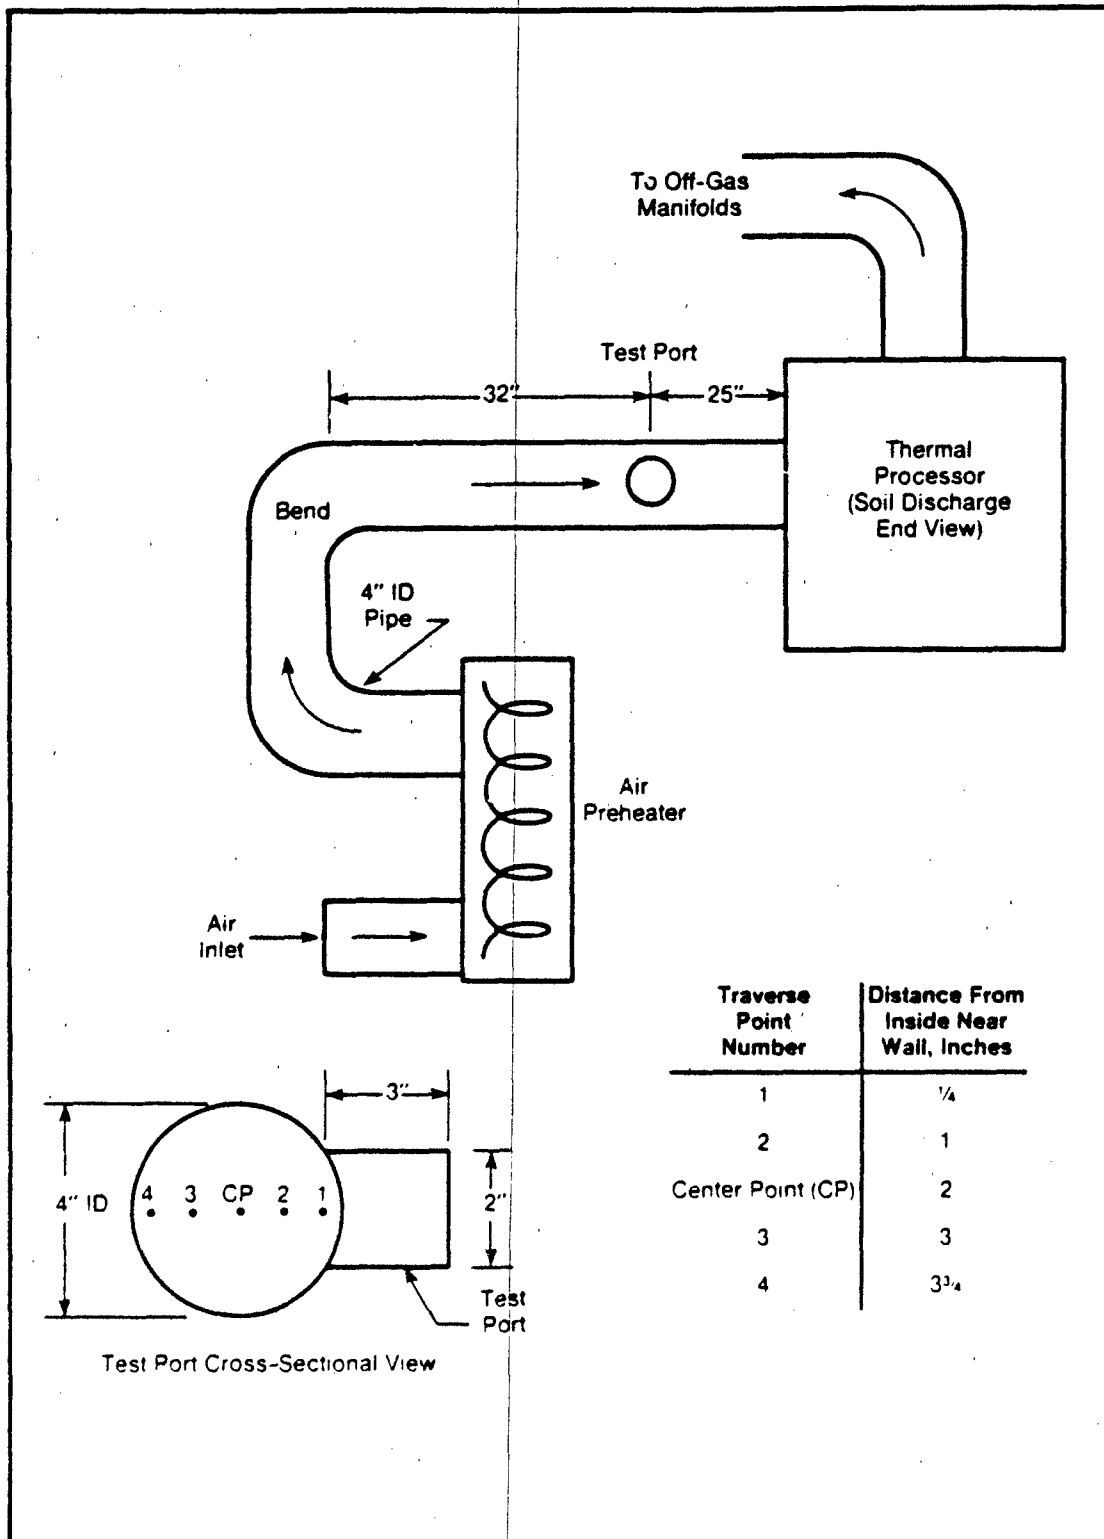 To Off-Gas
Manifolds
Test Port
32"
25"
Thermal
Processor
(Soil Discharge
End View)
Bend
4" ID
Pipe
Air
Preheater
Air
Inlet
Traverse
Point
Number
Distance From
Inside Near
Wall, Inches
1 ¼
2 1
Center Point (CP) 2
3 3
4 3¾
3"
4" ID
4 3 CP 2 1
2"
Test
Port
Test Port Cross-Sectional View